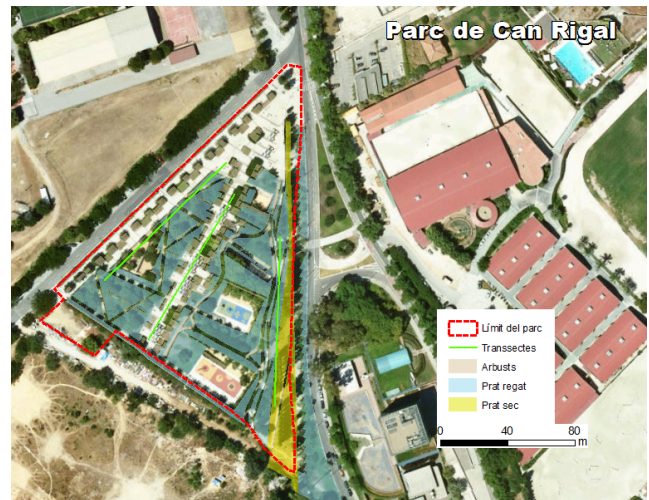 Parc de Can Rigal
Límit del parc
Transsectes
Arbusts
Prat regat
Prat sec
0 40 80
m